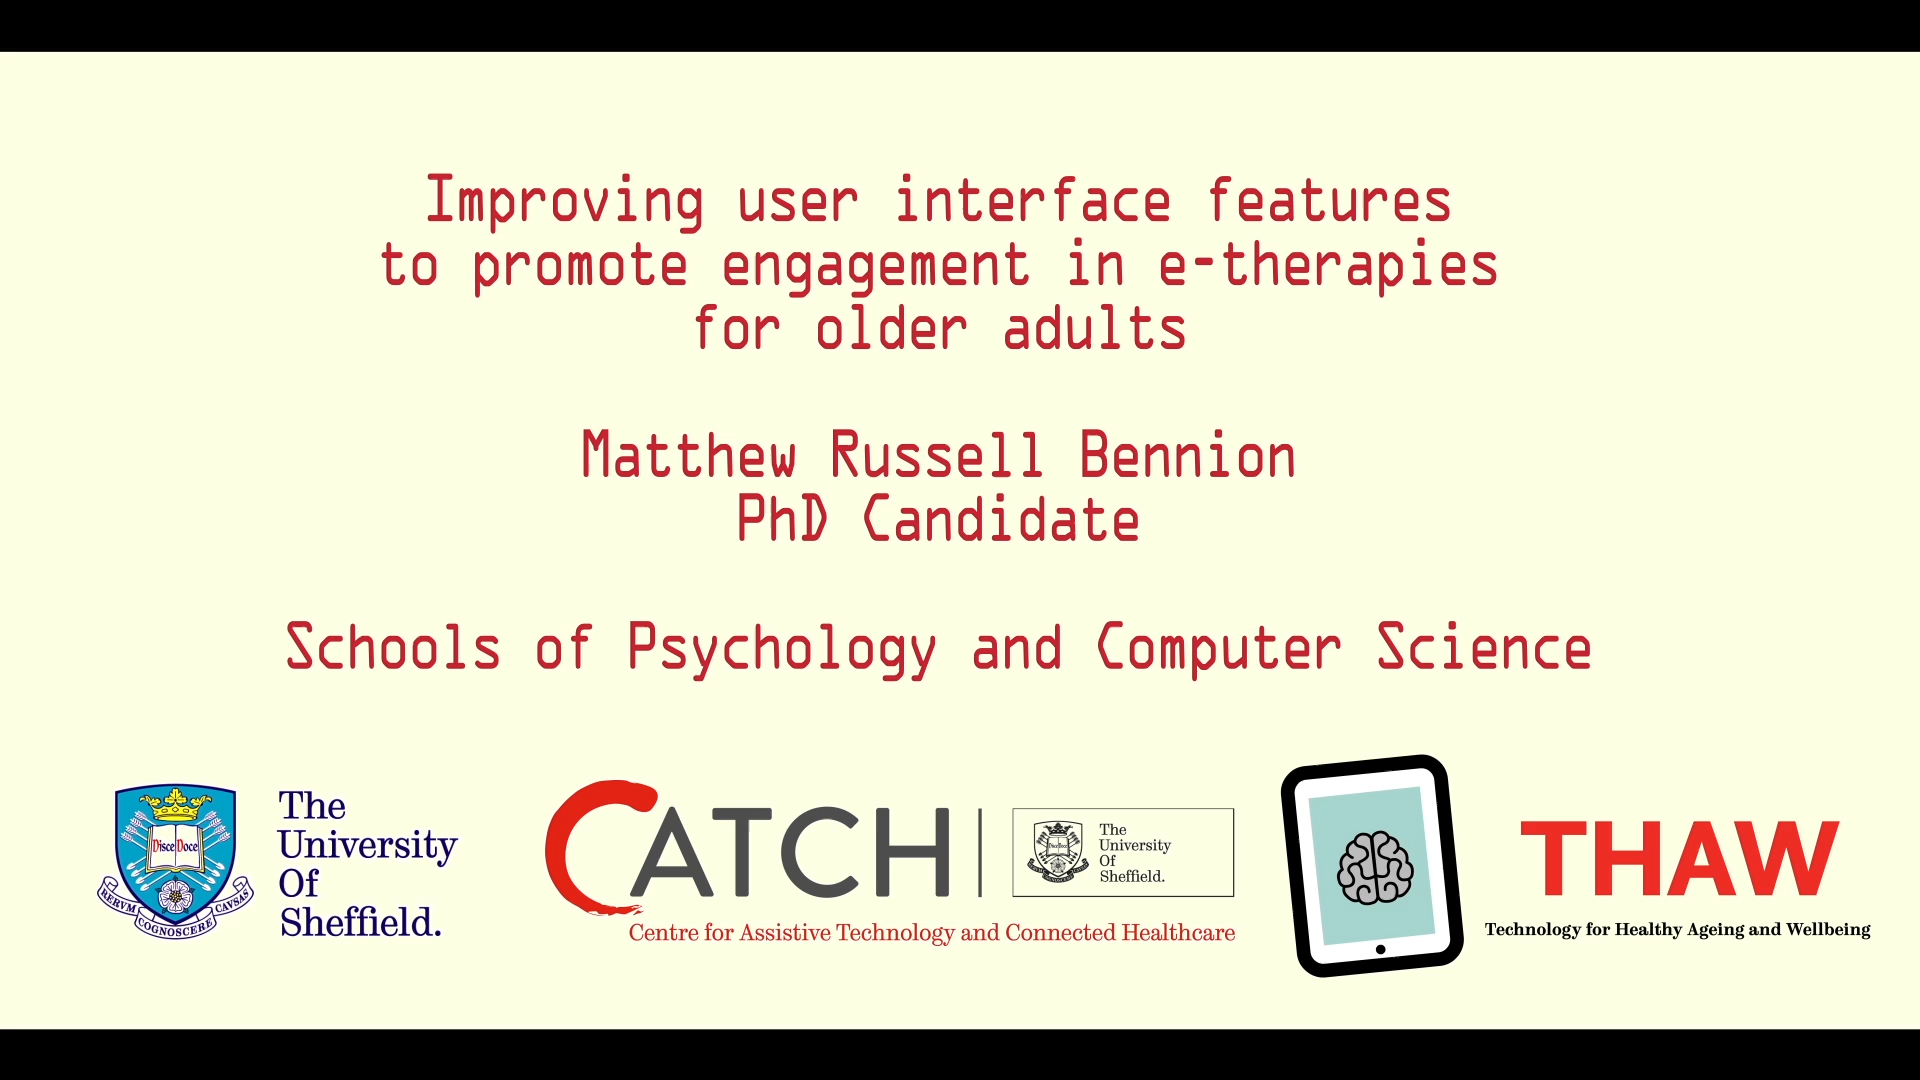 Improving user interface features
to promote engagement in e-therapies
for older adults
Matthew Russell Bennion
PhD Candidate
Schools of Psychology and Computer Science
Disce Doce
RERVM COGNOSCERE CAVSAS
The
University
Of
Sheffield.
CATCH
The
University
Of
Sheffield.
Centre for Assistive Technology and Connected Healthcare
THAW
Technology for Healthy Ageing and Wellbeing